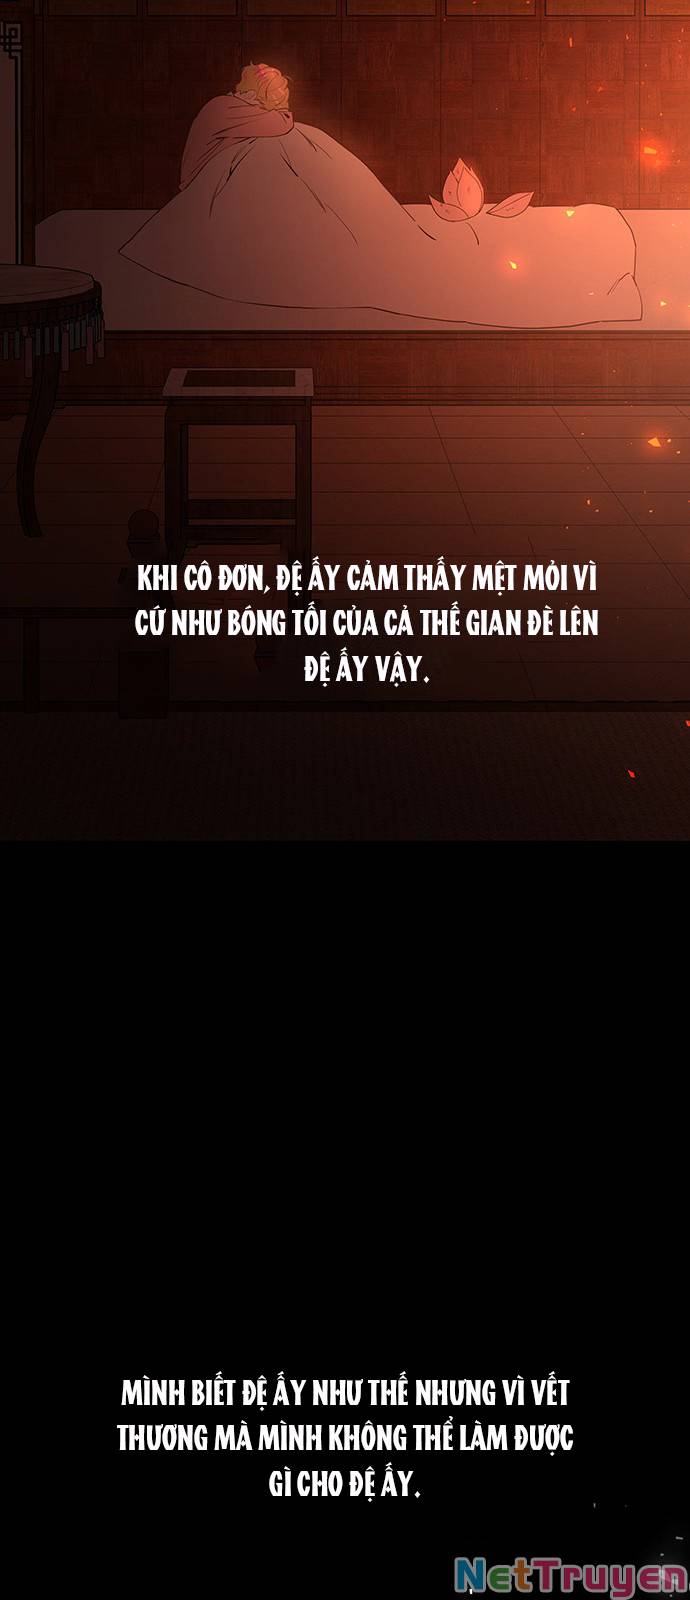 KHI CÔ ĐƠN, ĐỆ ẤY CẢM THẤY MỆT MỎI VÌ
CỨ NHƯ BÓNG TỐI CỦA CẢ THẾ GIAN ĐÈ LÊN
ĐỆ ẤY VẬY.
MÌNH BIẾT ĐỆ ẤY NHƯ THẾ NHƯNG VÌ VẾT
THƯƠNG MÀ MÌNH KHÔNG THỂ LÀM ĐƯỢC
GÌ CHO ĐỆ ẤY.
NetTruyen